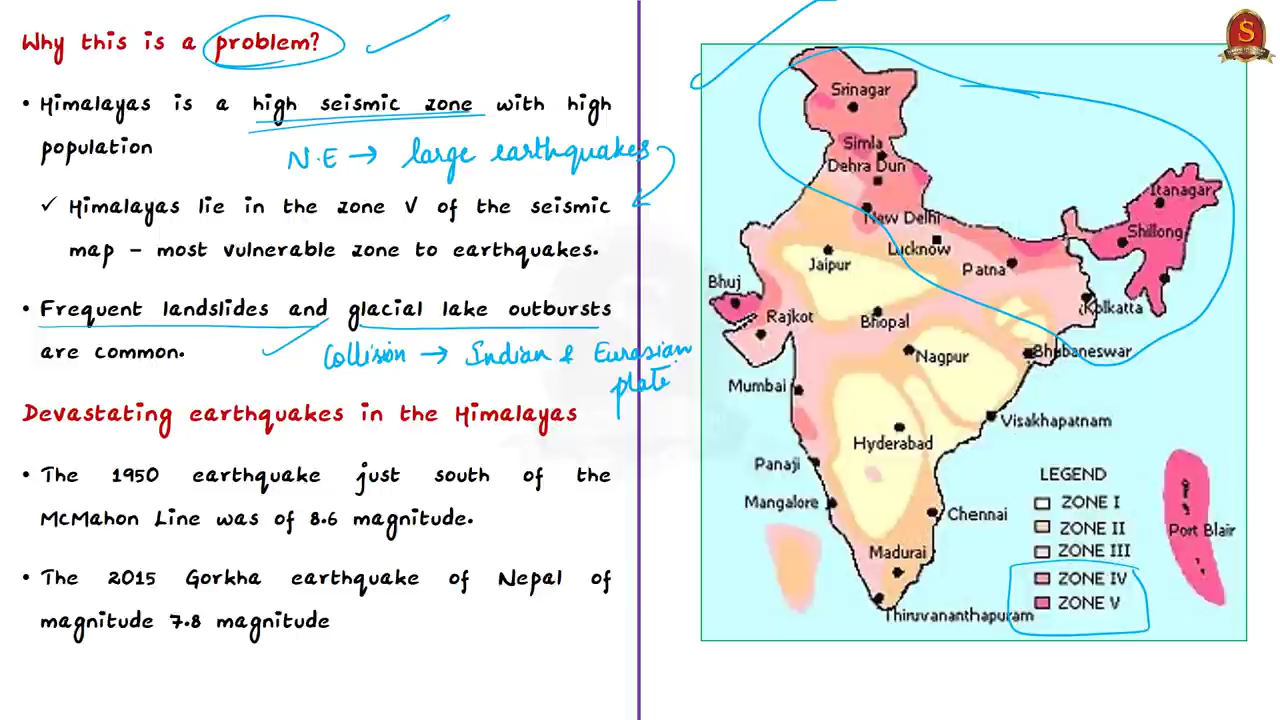 Why this is a problem?
• Himalayas is a high seismic zone with high
population
N.E → large earthquakes
✓ Himalayas lie in the zone V of the seismic
map – most vulnerable zone to earthquakes.
• Frequent landslides and glacial lake outbursts
are common.
Collision → Indian & Eurasian
plate
Devastating earthquakes in the Himalayas
• The 1950 earthquake just south of the
McMahon Line was of 8.6 magnitude.
• The 2015 Gorkha earthquake of Nepal of
magnitude 7.8 magnitude
S
Srinagar
Simla
Dehra Dun
Itanagar
New Delhi
Shillong
Lucknow
Jaipur
Patna
Bhuj
Rajkot
Bhopal
Kolkatta
Nagpur
Bhubaneswar
Mumbai
Visakhapatnam
Hyderabad
Panaji
Mangalore
Chennai
Madurai
Thiruvananthapuram
Port Blair
LEGEND
ZONE I
ZONE II
ZONE III
ZONE IV
ZONE V